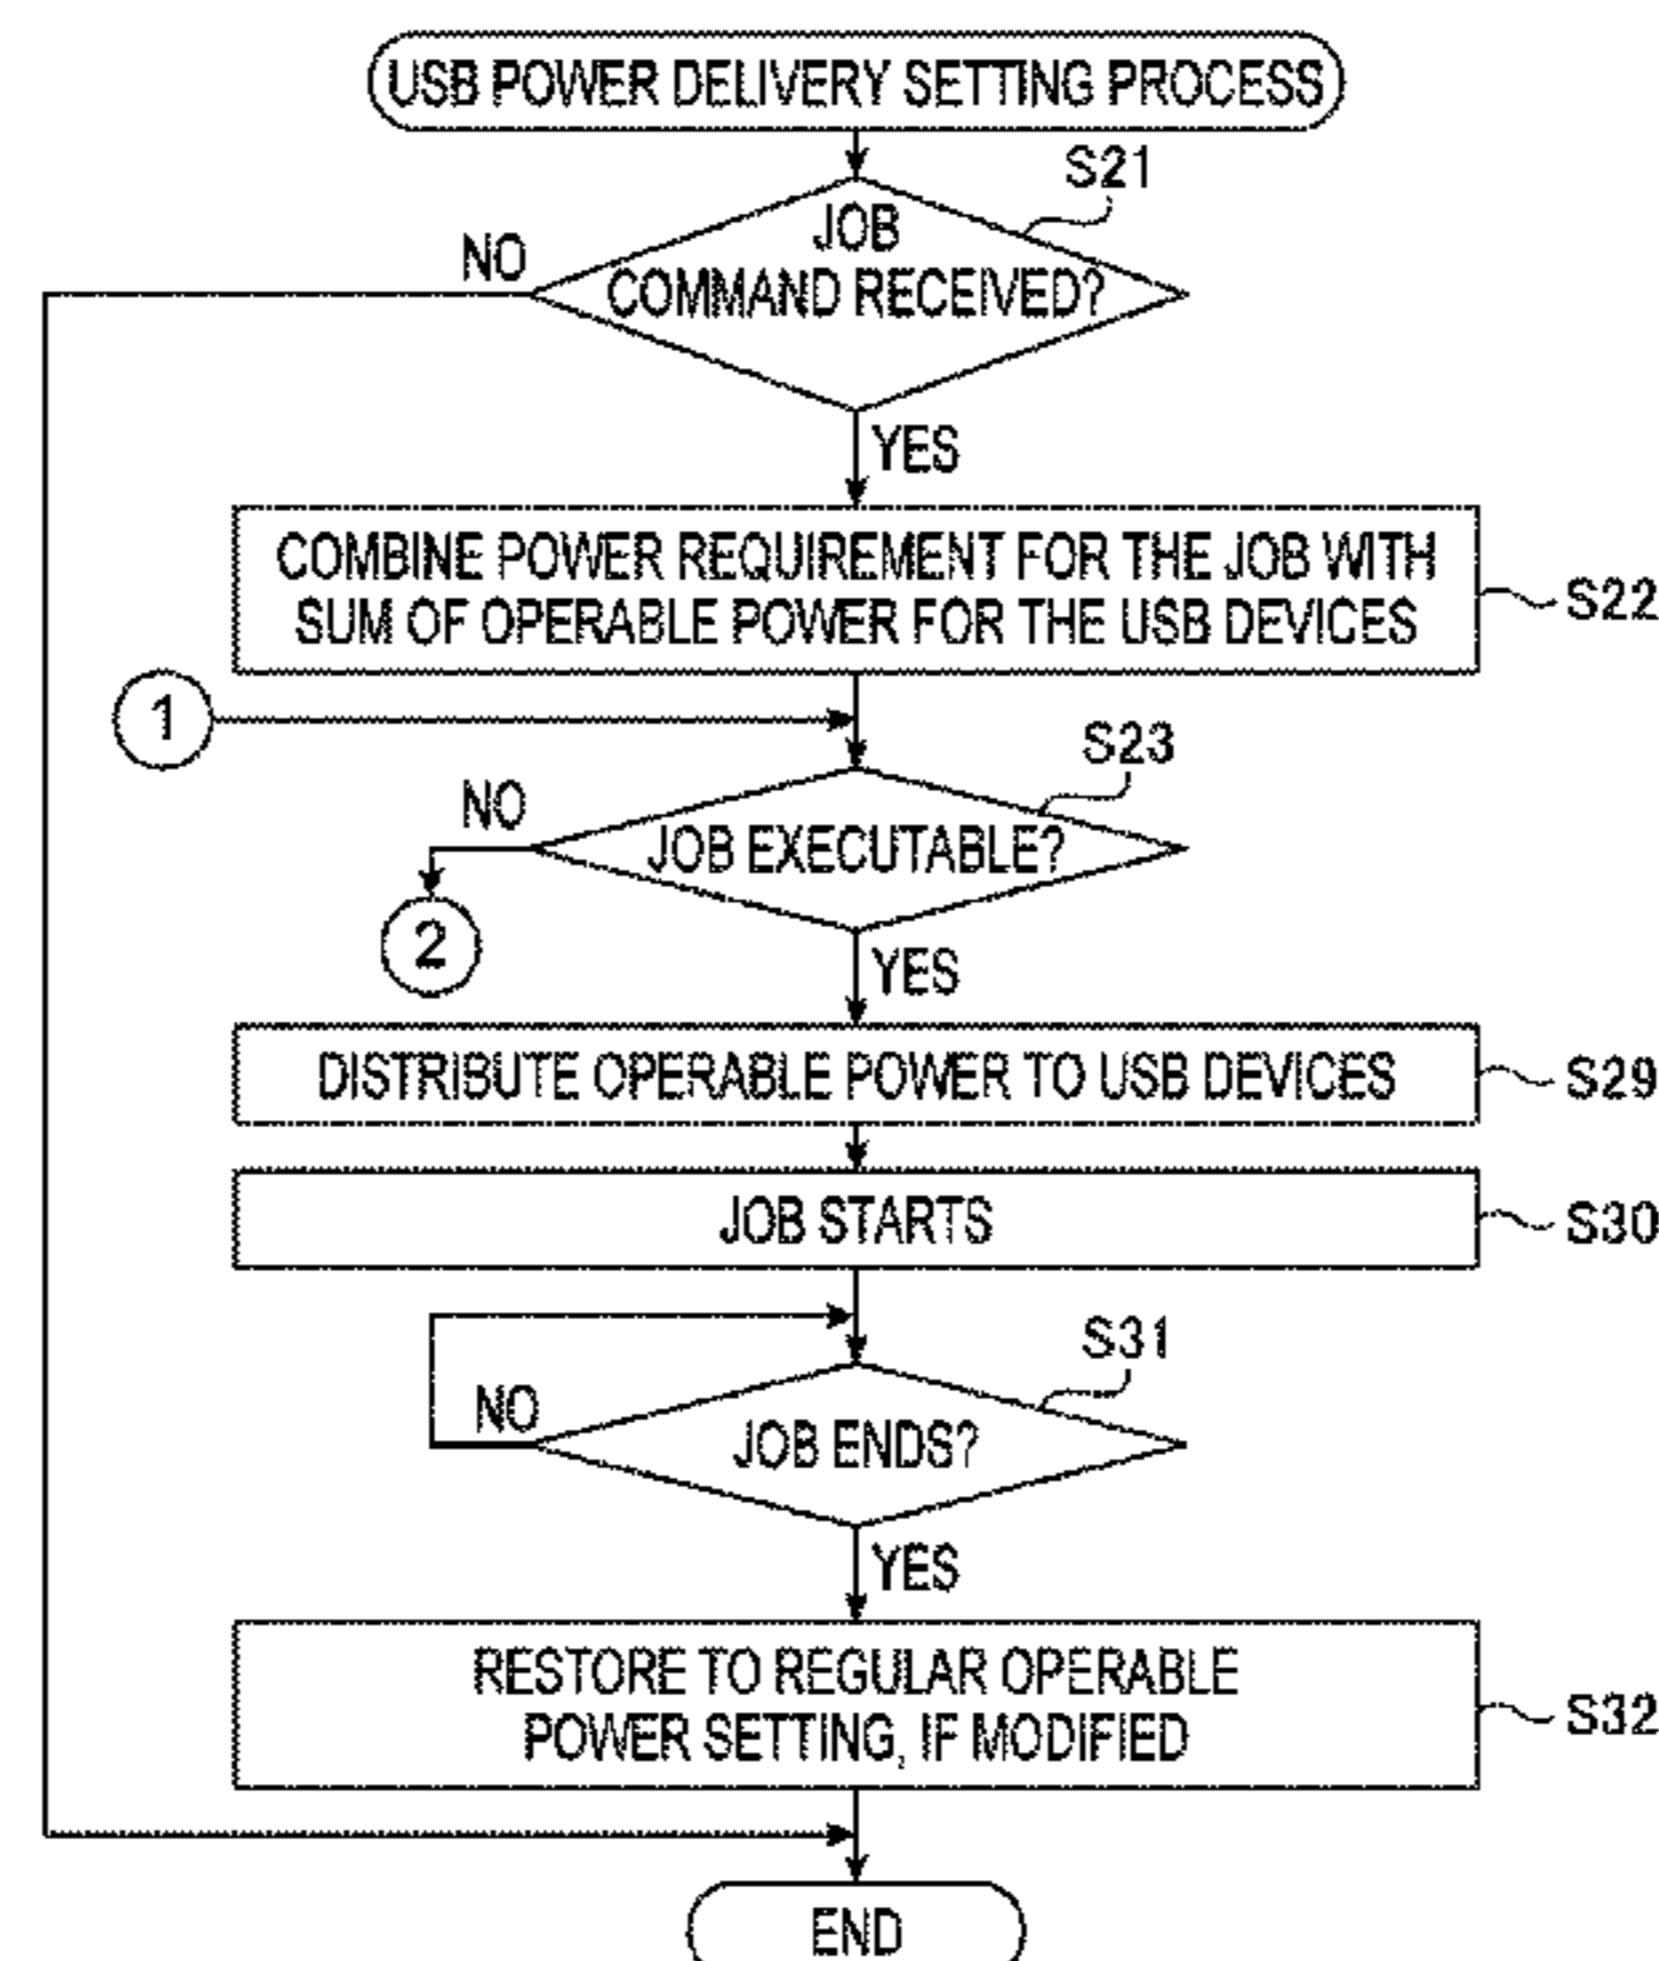 USB POWER DELIVERY SETTING PROCESS
S21
NO
JOB
COMMAND RECEIVED?
YES
COMBINE POWER REQUIREMENT FOR THE JOB WITH
SUM OF OPERABLE POWER FOR THE USB DEVICES
S22
1
S23
NO
JOB EXECUTABLE?
2
YES
DISTRIBUTE OPERABLE POWER TO USB DEVICES
S29
JOB STARTS
S30
S31
NO
JOB ENDS?
YES
RESTORE TO REGULAR OPERABLE
POWER SETTING, IF MODIFIED
S32
END